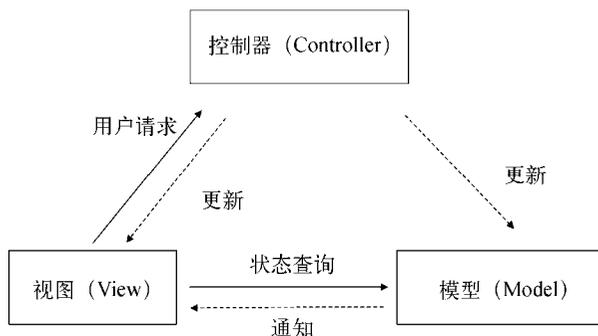 控制器（Controller）
用户请求
更新
更新
视图（View）
状态查询
通知
模型（Model）